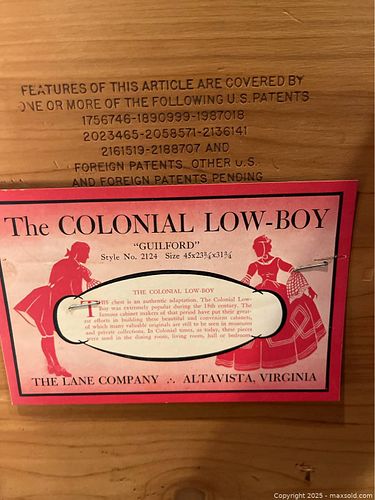 FEATURES OF THIS ARTICLE ARE COVERED BY
ONE OR MORE OF THE FOLLOWING U.S. PATENTS
1756746-1890999-1987018
2023465-2058571-2136141
2161519-2188707 AND
FOREIGN PATENTS. OTHER U.S.
AND FOREIGN PATENTS PENDING
The COLONIAL LOW-BOY
"GUILFORD"
Style No. 2124 Size 45x23¾x31¾
THE COLONIAL LOW-BOY
THIS chest is an authentic adaptation. The Colonial Low-
Boy was extremely popular during the 18th century. The
famous cabinet makers of that period have put their great-
est efforts in building these beautiful and convenient cabinets,
of which many valuable originals are still to be seen in museums
and private collections. In Colonial times, as today, these pieces
were used in the dining room, living room, hall or bedroom
THE LANE COMPANY ∴ ALTAVISTA, VIRGINIA
Copyright © 2025 - maxsold.com